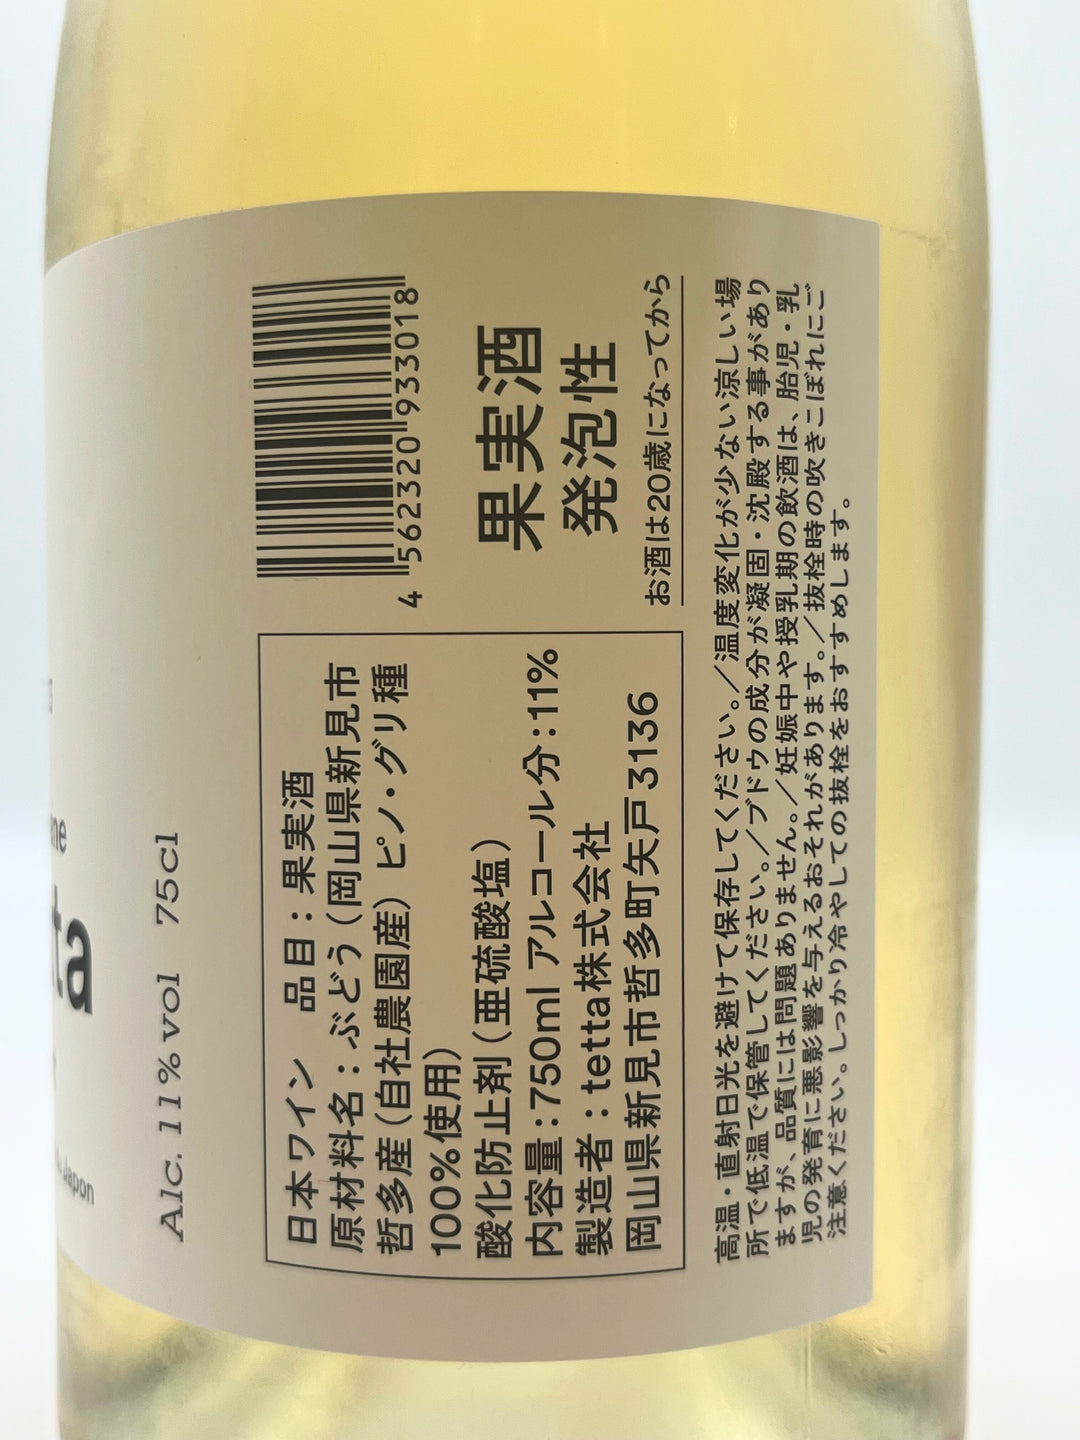 ta
Japon
Alc. 11%vol 75cl
日本ワイン 品目：果実酒
原材料名：ぶどう（岡山県新見市
哲多産（自社農園産）ピノ・グリ種
100%使用）
酸化防止剤（亜硫酸塩）
内容量：750ml アルコール分：11%
製造者：tetta株式会社
岡山県新見市哲多町矢戸3136
4 562320 933018
果実酒
発泡性
お酒は20歳になってから
高温・直射日光を避けて保存してください。／温度変化が少ない涼しい場
所で低温で保管してください。／ブドウの成分が凝固・沈殿する事があり
ますが、品質には問題ありません。／妊娠中や授乳期の飲酒は、胎児・乳
児の発育に悪影響を与えるおそれがあります。／抜栓時の吹きこぼれにご
注意ください。しっかり冷やしての抜栓をおすすめします。